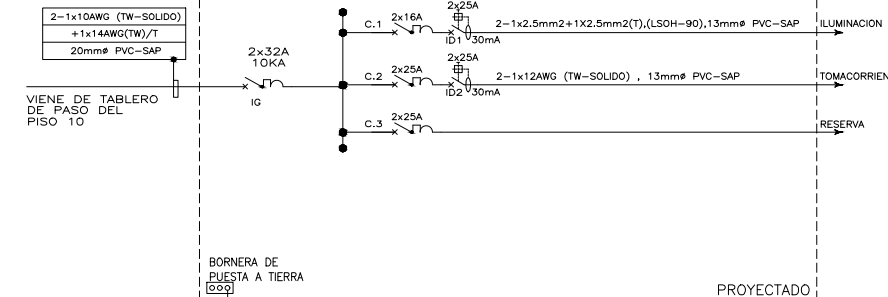 2-1x10AWG (TW-SOLIDO)
+1x14AWG(TW)/T
20mmø PVC-SAP
VIENE DE TABLERO
DE PASO DEL
PISO 10
2x32A
10KA
IG
C.1
2x16A
2x25A
ID1
30mA
2-1x2.5mm2+1X2.5mm2(T),(LSOH-90),13mmø PVC-SAP
ILUMINACION
C.2
2x25A
2x25A
ID2
30mA
2-1x12AWG (TW-SOLIDO) , 13mmø PVC-SAP
TOMACORRIEN
C.3
2x25A
RESERVA
BORNERA DE
PUESTA A TIERRA
PROYECTADO